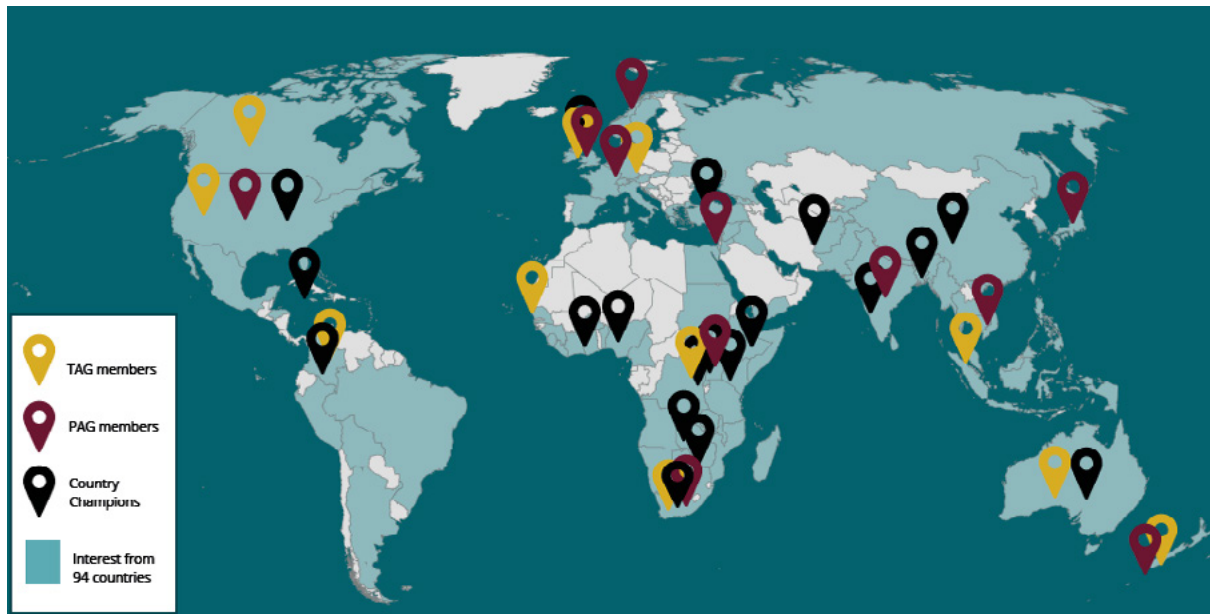 TAG members
PAG members
Country
Champions
Interest from
94 countries